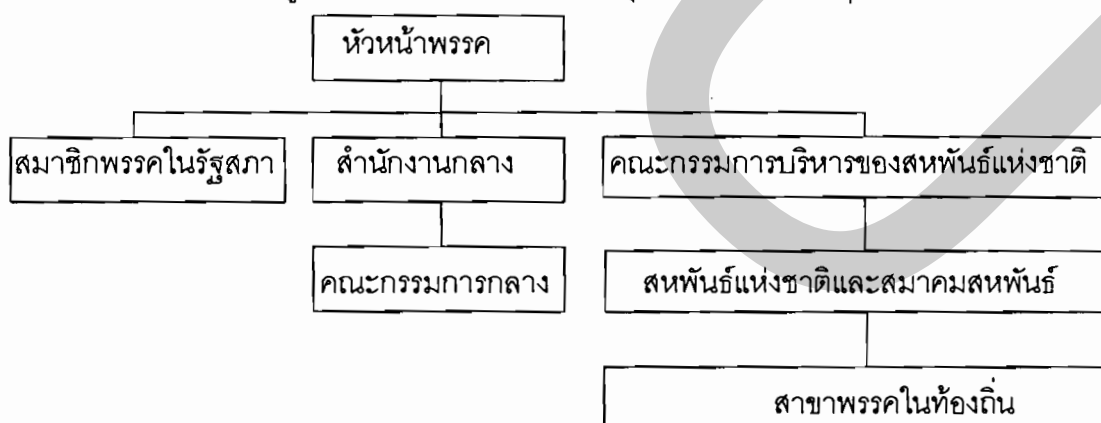 หัวหน้าพรรค
สมาชิกพรรคในรัฐสภา
สำนักงานกลาง
คณะกรรมการบริหารของสหพันธ์แห่งชาติ
คณะกรรมการกลาง
สหพันธ์แห่งชาติและสมาคมสหพันธ์
สาขาพรรคในท้องถิ่น